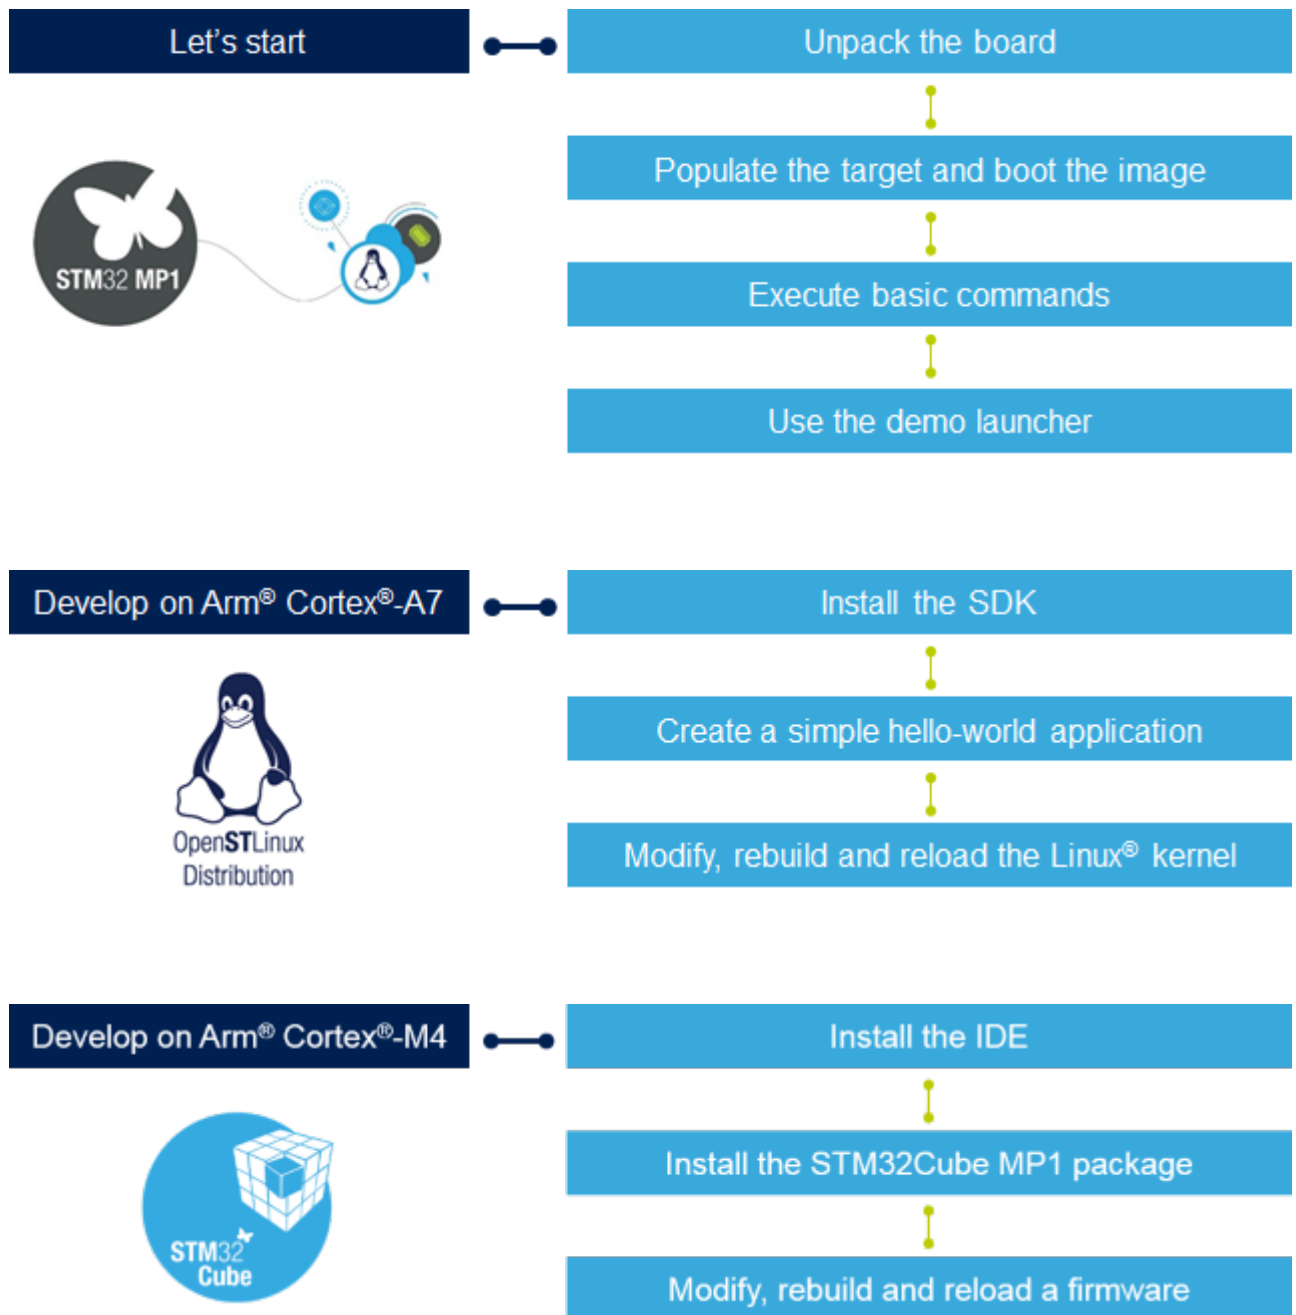 Let's start
Unpack the board
Populate the target and boot the image
STM32 MP1
Execute basic commands
Use the demo launcher
Develop on Arm® Cortex®-A7
Install the SDK
Create a simple hello-world application
OpenSTLinux
Distribution
Modify, rebuild and reload the Linux® kernel
Develop on Arm® Cortex®-M4
Install the IDE
Install the STM32Cube MP1 package
STM32
Cube
Modify, rebuild and reload a firmware